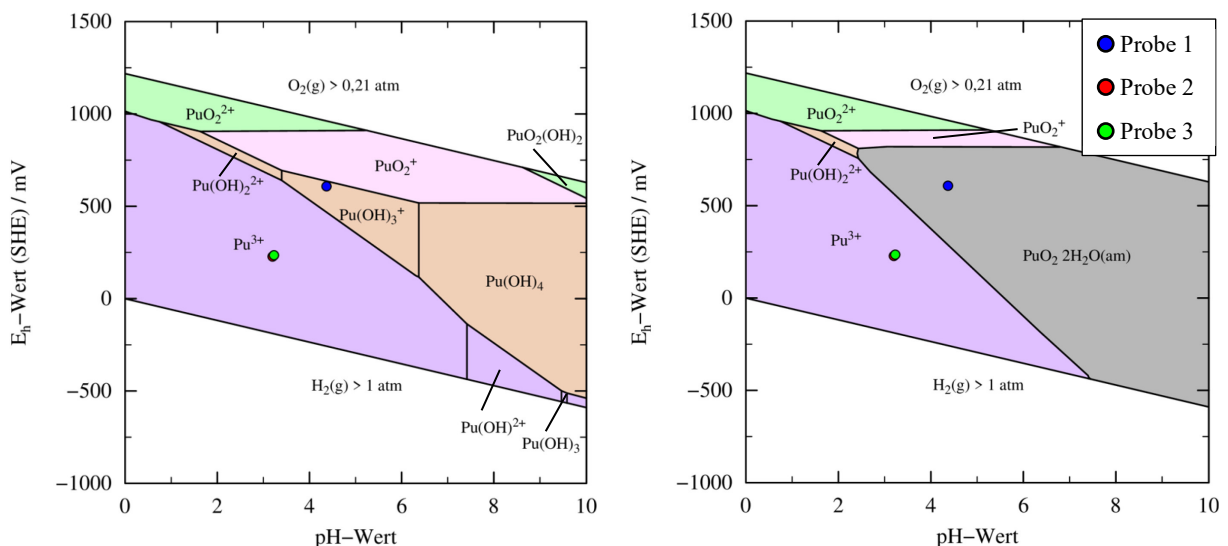 1500
1000
500
0
−500
−1000
E_h−Wert (SHE) / mV
0 2 4 6 8 10
pH−Wert
O₂(g) > 0,21 atm
PuO₂²⁺
PuO₂(OH)₂
PuO₂⁺
Pu(OH)₂²⁺
Pu(OH)₃⁺
Pu³⁺
Pu(OH)₄
H₂(g) > 1 atm
Pu(OH)²⁺
Pu(OH)₃
1500
1000
500
0
−500
−1000
E_h−Wert (SHE) / mV
0 2 4 6 8 10
pH−Wert
O₂(g) > 0,21 atm
PuO₂²⁺
PuO₂⁺
Pu(OH)₂²⁺
Pu³⁺
PuO₂ 2H₂O(am)
H₂(g) > 1 atm
Probe 1
Probe 2
Probe 3